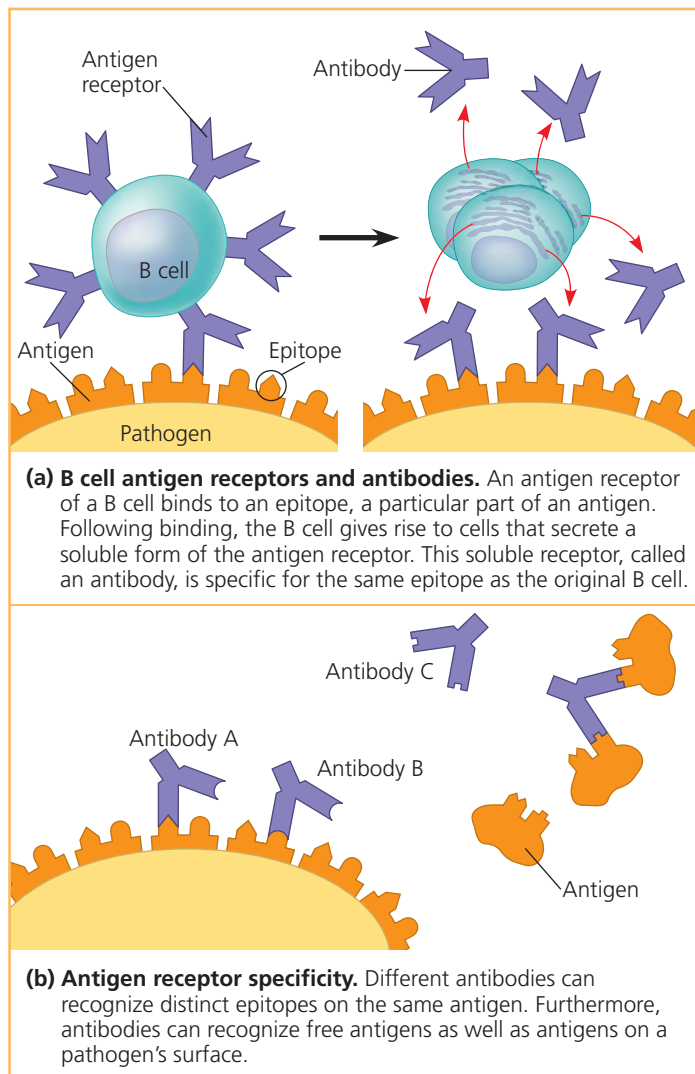 Antigen
receptor
Antibody
B cell
Antigen
Epitope
Pathogen
(a) B cell antigen receptors and antibodies. An antigen receptor
of a B cell binds to an epitope, a particular part of an antigen.
Following binding, the B cell gives rise to cells that secrete a
soluble form of the antigen receptor. This soluble receptor, called
an antibody, is specific for the same epitope as the original B cell.
Antibody C
Antibody A
Antibody B
Antigen
(b) Antigen receptor specificity. Different antibodies can
recognize distinct epitopes on the same antigen. Furthermore,
antibodies can recognize free antigens as well as antigens on a
pathogen's surface.